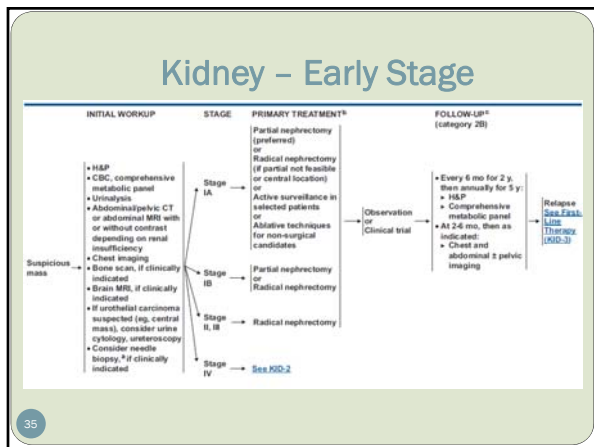 Kidney – Early Stage
INITIAL WORKUP
STAGE
PRIMARY TREATMENTᵇ
FOLLOW-UPᶜ
(category 2B)
Suspicious
mass
• H&P
• CBC, comprehensive
metabolic panel
• Urinalysis
• Abdominal/pelvic CT
or abdominal MRI with
or without contrast
depending on renal
insufficiency
• Chest imaging
• Bone scan, if clinically
indicated
• Brain MRI, if clinically
indicated
• If urothelial carcinoma
suspected (eg, central
mass), consider urine
cytology, ureteroscopy
• Consider needle
biopsy,ᵃ if clinically
indicated
Stage
IA
Partial nephrectomy
(preferred)
or
Radical nephrectomy
(if partial not feasible
or central location)
or
Active surveillance in
selected patients
or
Ablative techniques
for non-surgical
candidates
Stage
IB
Partial nephrectomy
or
Radical nephrectomy
Stage
II, III
Radical nephrectomy
Stage
IV
See KID-2
Observation
or
Clinical trial
• Every 6 mo for 2 y,
then annually for 5 y:
▸ H&P
▸ Comprehensive
metabolic panel
• At 2-6 mo, then as
indicated:
▸ Chest and
abdominal ± pelvic
imaging
Relapse
See First-
Line
Therapy
(KID-3)
35